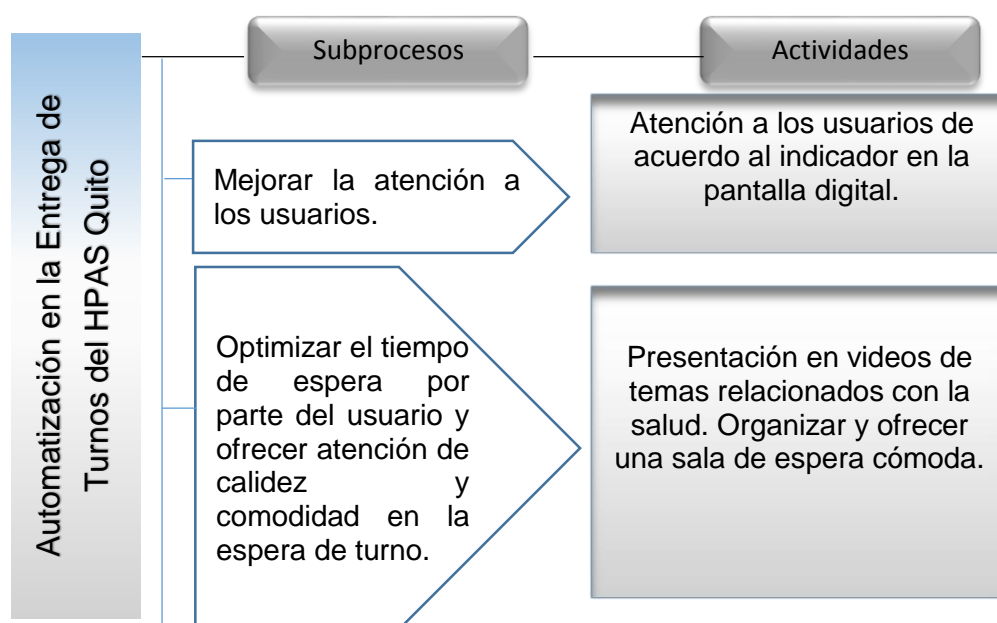 Automatización en la Entrega de
Turnos del HPAS Quito
Subprocesos
Actividades
Mejorar la atención a
los usuarios.
Atención a los usuarios de
acuerdo al indicador en la
pantalla digital.
Optimizar el tiempo
de espera por
parte del usuario y
ofrecer atención de
calidez y
comodidad en la
espera de turno.
Presentación en videos de
temas relacionados con la
salud. Organizar y ofrecer
una sala de espera cómoda.